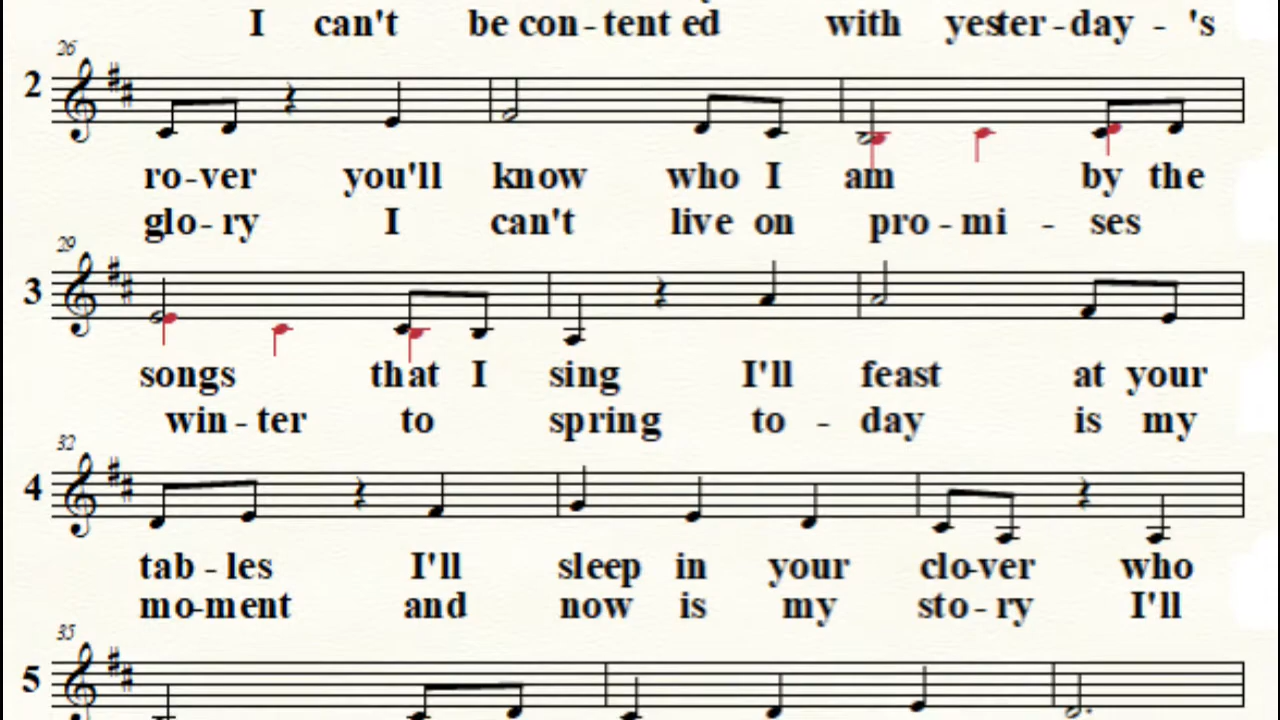 I can't be con - tent ed with yester - day - 's
26
2
ro - ver you'll know who I am by the
glo - ry I can't live on pro - mi - ses
29
3
songs that I sing I'll feast at your
win - ter to spring to - day is my
32
4
tab - les I'll sleep in your clo-ver who
mo-ment and now is my sto - ry I'll
35
5